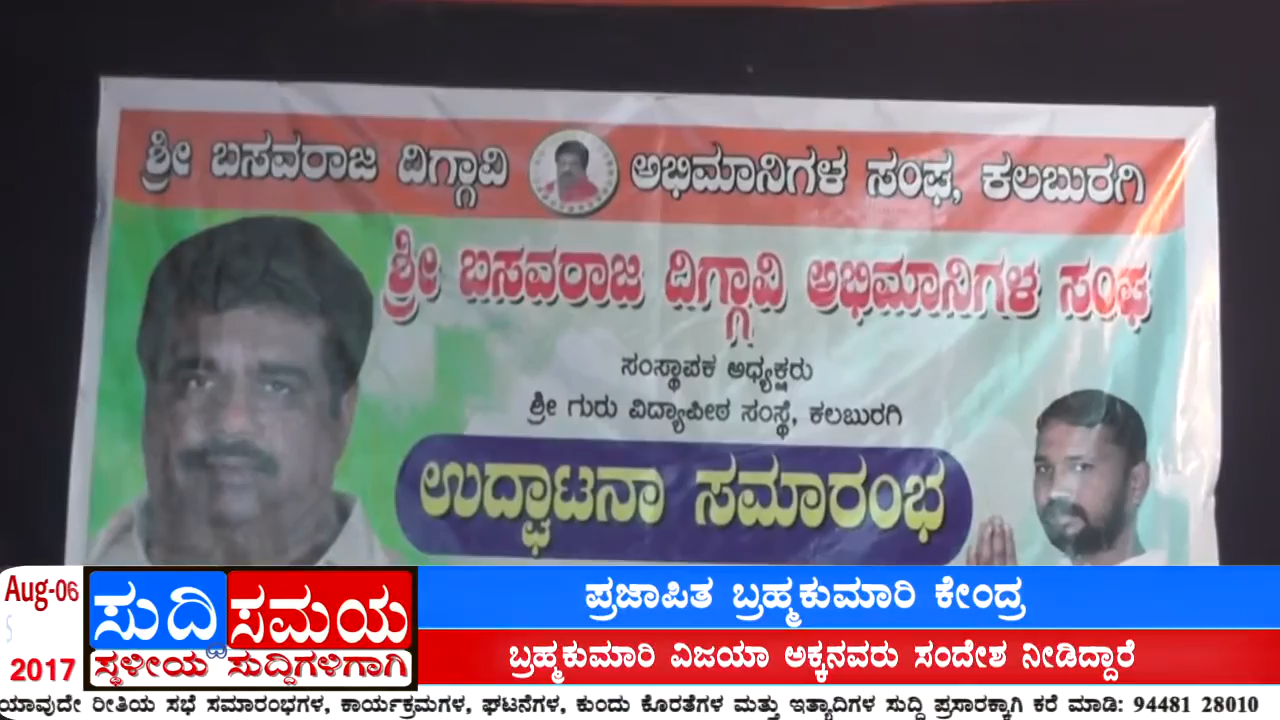 ಶ್ರೀ ಬಸವರಾಜ ದಿಗ್ಗಾವಿ ಅಭಿಮಾನಿಗಳ ಸಂಘ, ಕಲಬುರಗಿ
ಶ್ರೀ ಬಸವರಾಜ ದಿಗ್ಗಾವಿ ಅಭಿಮಾನಿಗಳ ಸಂಘ
ಸಂಸ್ಥಾಪಕ ಅಧ್ಯಕ್ಷರು
ಶ್ರೀ ಗುರು ವಿದ್ಯಾಪೀಠ ಸಂಸ್ಥೆ, ಕಲಬುರಗಿ
ಉದ್ಘಾಟನಾ ಸಮಾರಂಭ
Aug-06
2017
ಸುದ್ದಿ ಸಮಯ
ಸ್ಥಳೀಯ ಸುದ್ದಿಗಳಿಗಾಗಿ
ಪ್ರಜಾಪಿತ ಬ್ರಹ್ಮಕುಮಾರಿ ಕೇಂದ್ರ
ಬ್ರಹ್ಮಕುಮಾರಿ ವಿಜಯಾ ಅಕ್ಕನವರು ಸಂದೇಶ ನೀಡಿದ್ದಾರೆ
ಯಾವುದೇ ರೀತಿಯ ಸಭೆ ಸಮಾರಂಭಗಳ, ಕಾರ್ಯಕ್ರಮಗಳ, ಘಟನೆಗಳ, ಕುಂದು ಕೊರತೆಗಳ ಮತ್ತು ಇತ್ಯಾದಿಗಳ ಸುದ್ದಿ ಪ್ರಸಾರಕ್ಕಾಗಿ ಕರೆ ಮಾಡಿ: 94481 28010